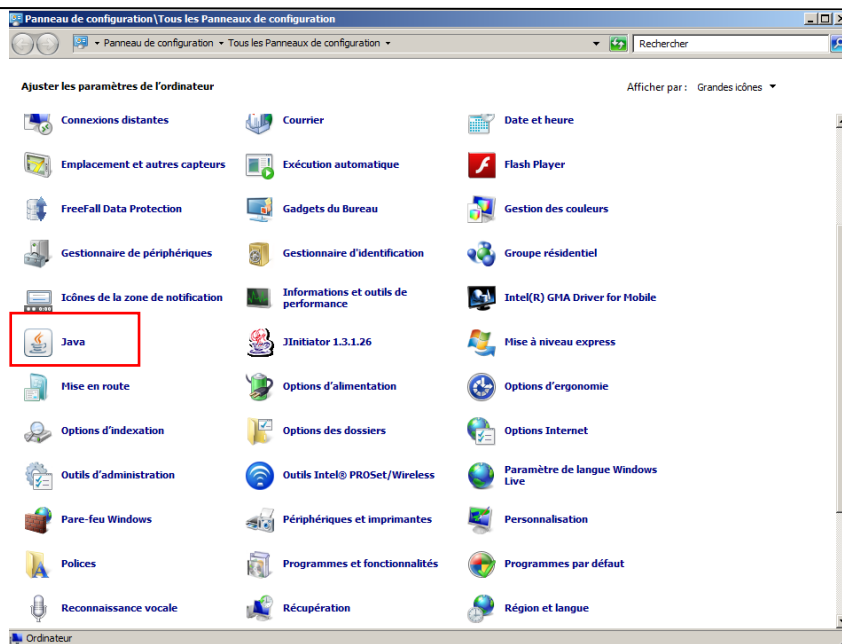 Panneau de configuration\Tous les Panneaux de configuration
Panneau de configuration Tous les Panneaux de configuration
Rechercher
Ajuster les paramètres de l'ordinateur
Afficher par : Grandes icônes
Connexions distantes
Courrier
Date et heure
Emplacement et autres capteurs
Exécution automatique
Flash Player
FreeFall Data Protection
Gadgets du Bureau
Gestion des couleurs
Gestionnaire de périphériques
Gestionnaire d'identification
Groupe résidentiel
Icônes de la zone de notification
Informations et outils de
performance
Intel(R) GMA Driver for Mobile
Java
JInitiator 1.3.1.26
Mise à niveau express
Mise en route
Options d'alimentation
Options d'ergonomie
Options d'indexation
Options des dossiers
Options Internet
Outils d'administration
Outils Intel® PROSet/Wireless
Paramètre de langue Windows
Live
Pare-feu Windows
Périphériques et imprimantes
Personnalisation
Polices
Programmes et fonctionnalités
Programmes par défaut
Reconnaissance vocale
Récupération
Région et langue
Ordinateur